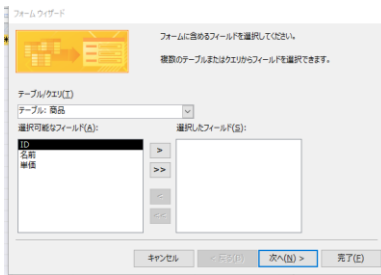 フォーム ウィザード
フォームに含めるフィールドを選択してください。
複数のテーブルまたはクエリからフィールドを選択できます。
テーブル/クエリ(T)
テーブル: 商品
選択可能なフィールド(A):
選択したフィールド(S):
ID
名前
単価
>
>>
<
<<
キャンセル
< 戻る(B)
次へ(N) >
完了(F)